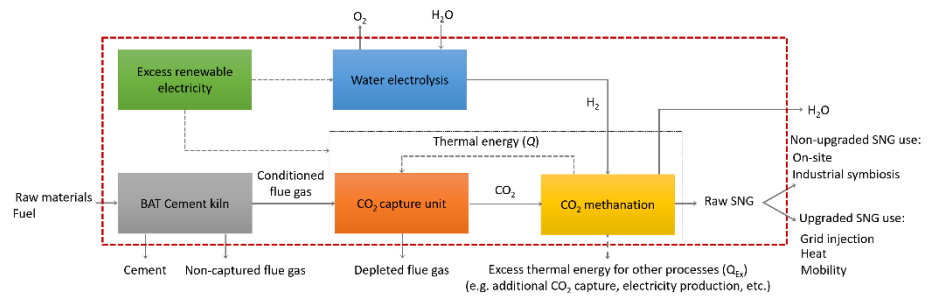 O₂
H₂O
Excess renewable
electricity
Water electrolysis
H₂
H₂O
Thermal energy (Q)
Non-upgraded SNG use:
On-site
Industrial symbiosis
Conditioned
flue gas
Raw materials
Fuel
BAT Cement kiln
CO₂ capture unit
CO₂
CO₂ methanation
Raw SNG
Upgraded SNG use:
Grid injection
Heat
Mobility
Cement
Non-captured flue gas
Depleted flue gas
Excess thermal energy for other processes (Q_Ex)
(e.g. additional CO₂ capture, electricity production, etc.)